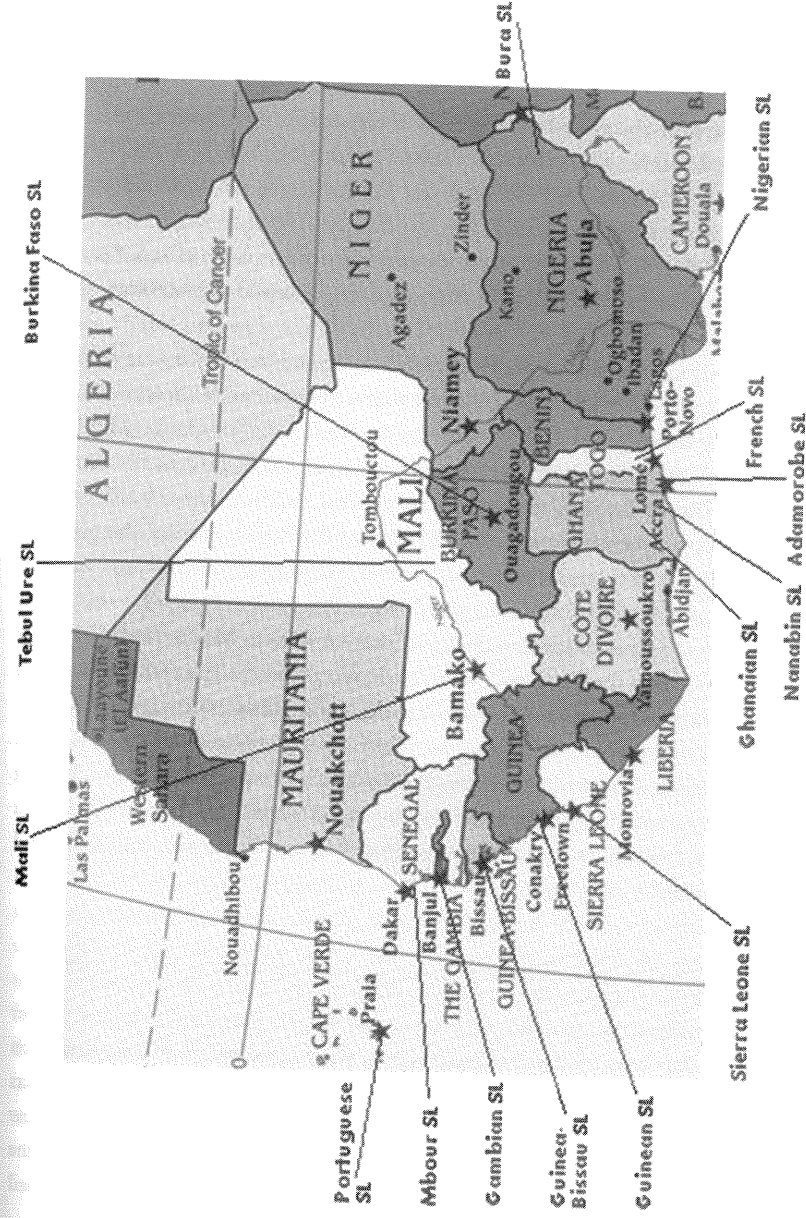 Portuguese
SL
Mbour SL
Gambian SL
Guinea-
Bissau SL
Guinean SL
Sierra Leone SL
Mali SL
Tebul Ure SL
Burkina Faso SL
Bura SL
Nigerian SL
French SL
Adamorobe SL
Nanabin SL
Ghanaian SL
Las Palmas
Laayoune
(El Aaiún)
Western
Sahara
Nouadhibou
ALGERIA
Tropic of Cancer
MAURITANIA
Nouakchott
CAPE VERDE
Praia
Dakar
SENEGAL
Banjul
THE GAMBIA
Bissau
GUINEA-BISSAU
GUINEA
Conakry
Freetown
SIERRA LEONE
Monrovia
LIBERIA
MALI
Tombouctou
Bamako
Niger
BURKINA
FASO
Ouagadougou
CÔTE
D'IVOIRE
Yamoussoukro
Abidjan
GHANA
Accra
TOGO
Lomé
BENIN
Porto-
Novo
NIGER
Agadez
Zinder
Niamey
NIGERIA
Kano
Abuja
Ogbomoso
Ibadan
Lagos
CAMEROON
Douala
Malabo
0